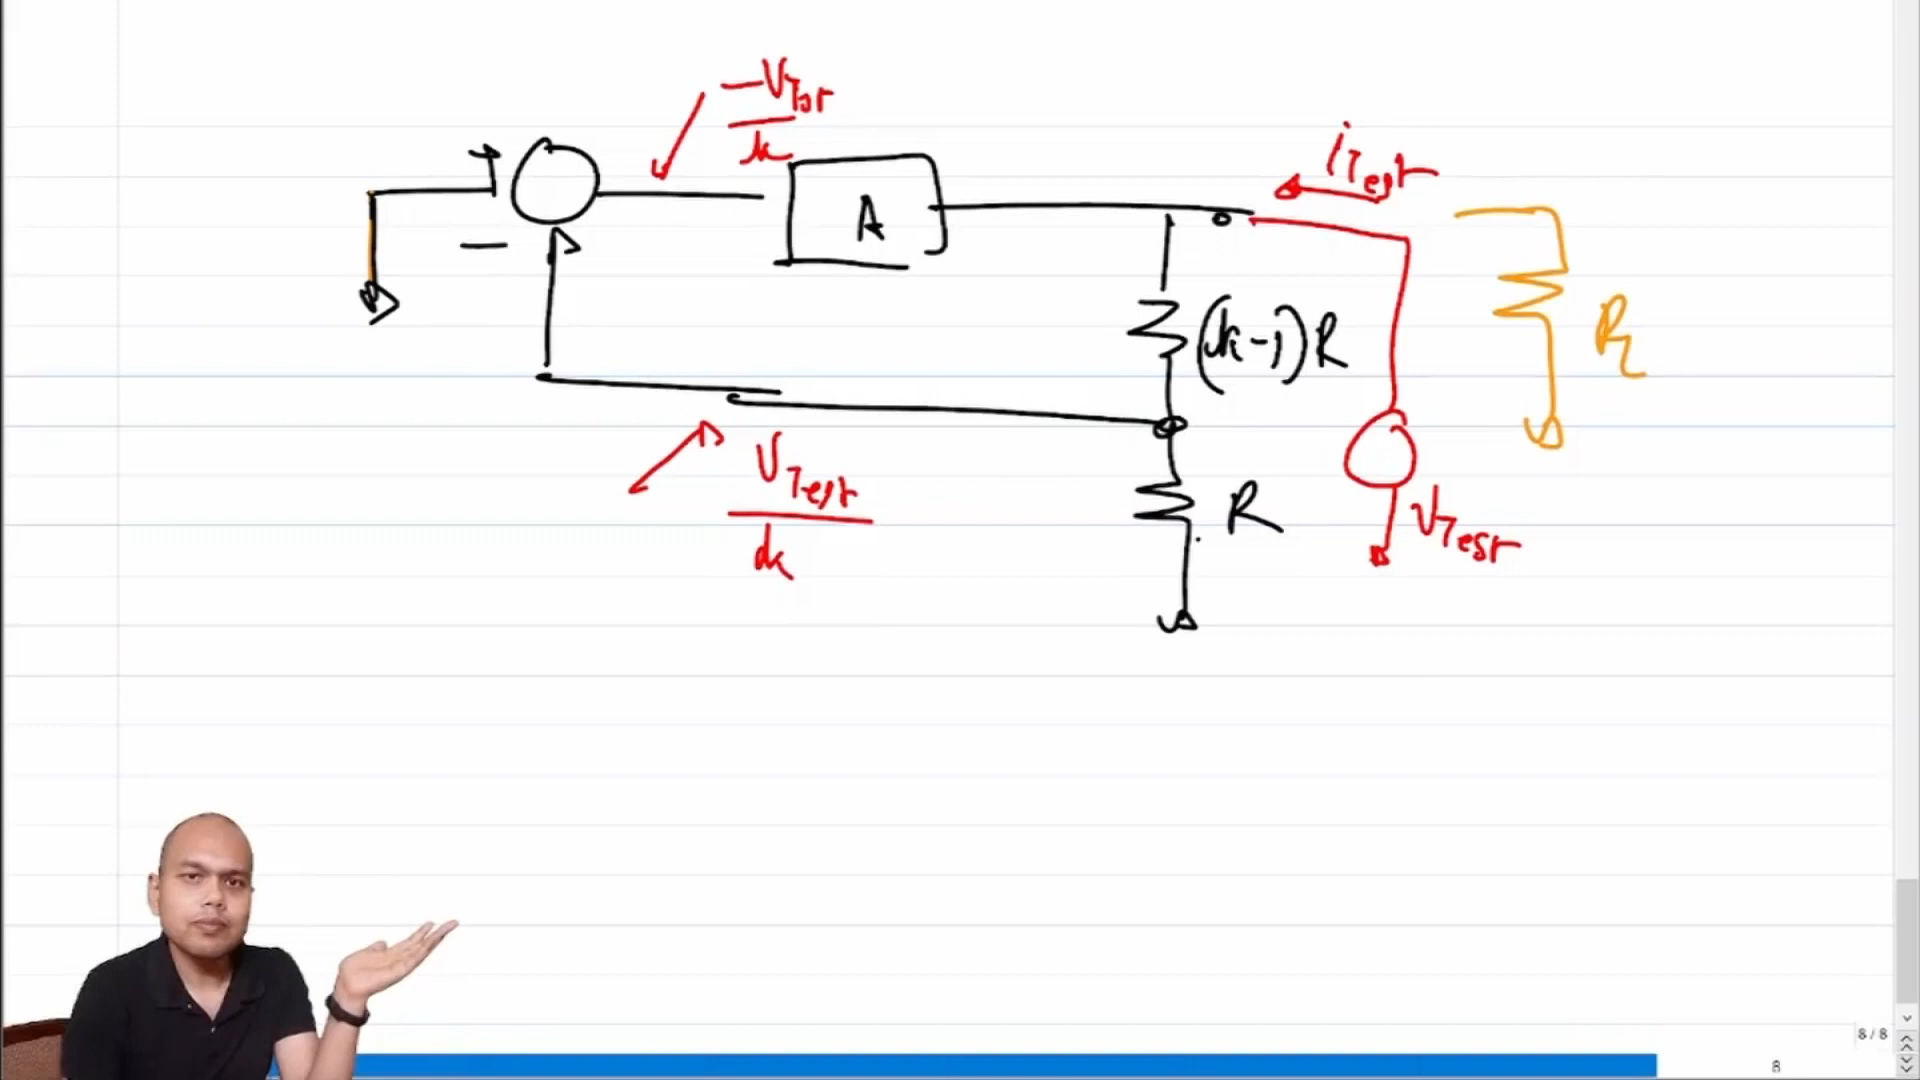 -V_Test
k
i_Test
+
A
R_L
−
(k-1)R
V_Test
k
R
V_Test
8 / 8
8